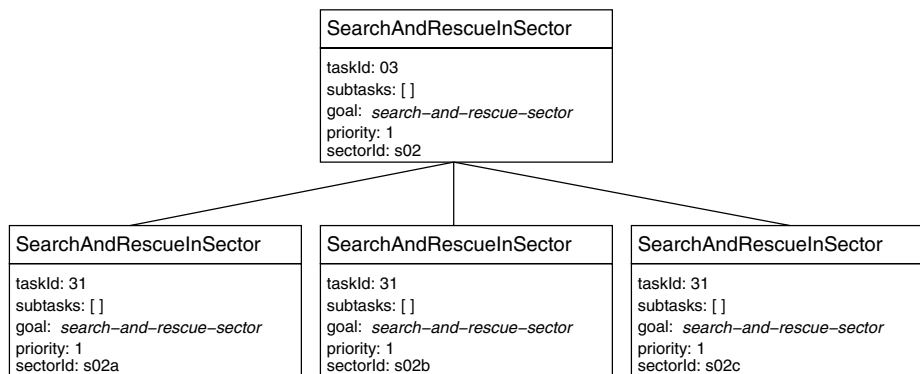 SearchAndRescueInSector
taskId: 03
subtasks: [ ]
goal: search−and−rescue−sector
priority: 1
sectorId: s02
SearchAndRescueInSector
taskId: 31
subtasks: [ ]
goal: search−and−rescue−sector
priority: 1
sectorId: s02a
SearchAndRescueInSector
taskId: 31
subtasks: [ ]
goal: search−and−rescue−sector
priority: 1
sectorId: s02b
SearchAndRescueInSector
taskId: 31
subtasks: [ ]
goal: search−and−rescue−sector
priority: 1
sectorId: s02c